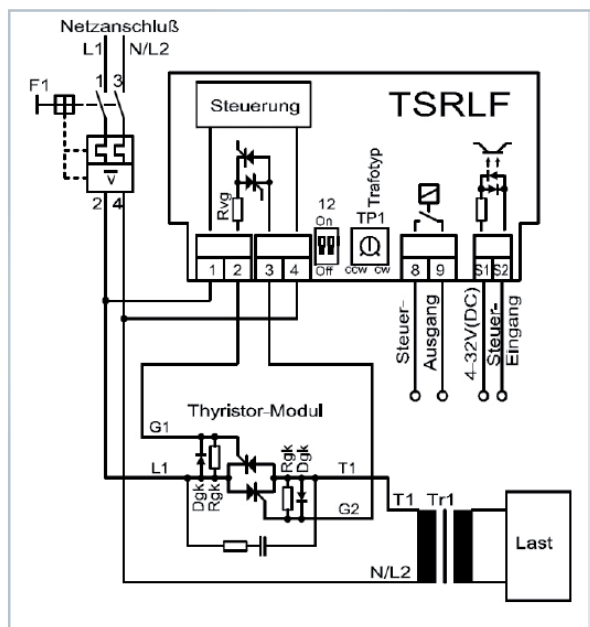 Netzanschluß
L1 N/L2
1 3
F1
2 4
Steuerung
TSRLF
Rvg
12
On
Off
Trafotyp
TP1
ccw cw
1 2 3 4 8 9 S1 S2
Steuer-
Ausgang
4-32V(DC)
Steuer-
Eingang
Thyristor-Modul
G1
L1
Dgk
Rgk
Rgk
Dgk
T1
G2
T1 Tr1
Last
N/L2